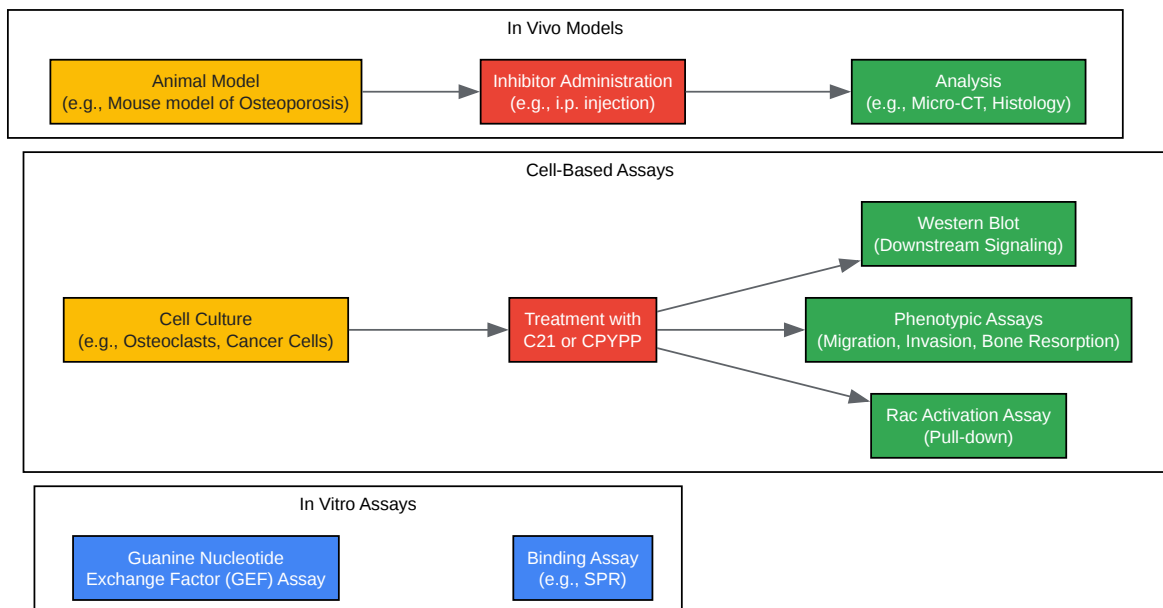 In Vivo Models
Animal Model
(e.g., Mouse model of Osteoporosis)
Inhibitor Administration
(e.g., i.p. injection)
Analysis
(e.g., Micro-CT, Histology)
Cell-Based Assays
Cell Culture
(e.g., Osteoclasts, Cancer Cells)
Treatment with
C21 or CPYPP
Western Blot
(Downstream Signaling)
Phenotypic Assays
(Migration, Invasion, Bone Resorption)
Rac Activation Assay
(Pull-down)
In Vitro Assays
Guanine Nucleotide
Exchange Factor (GEF) Assay
Binding Assay
(e.g., SPR)